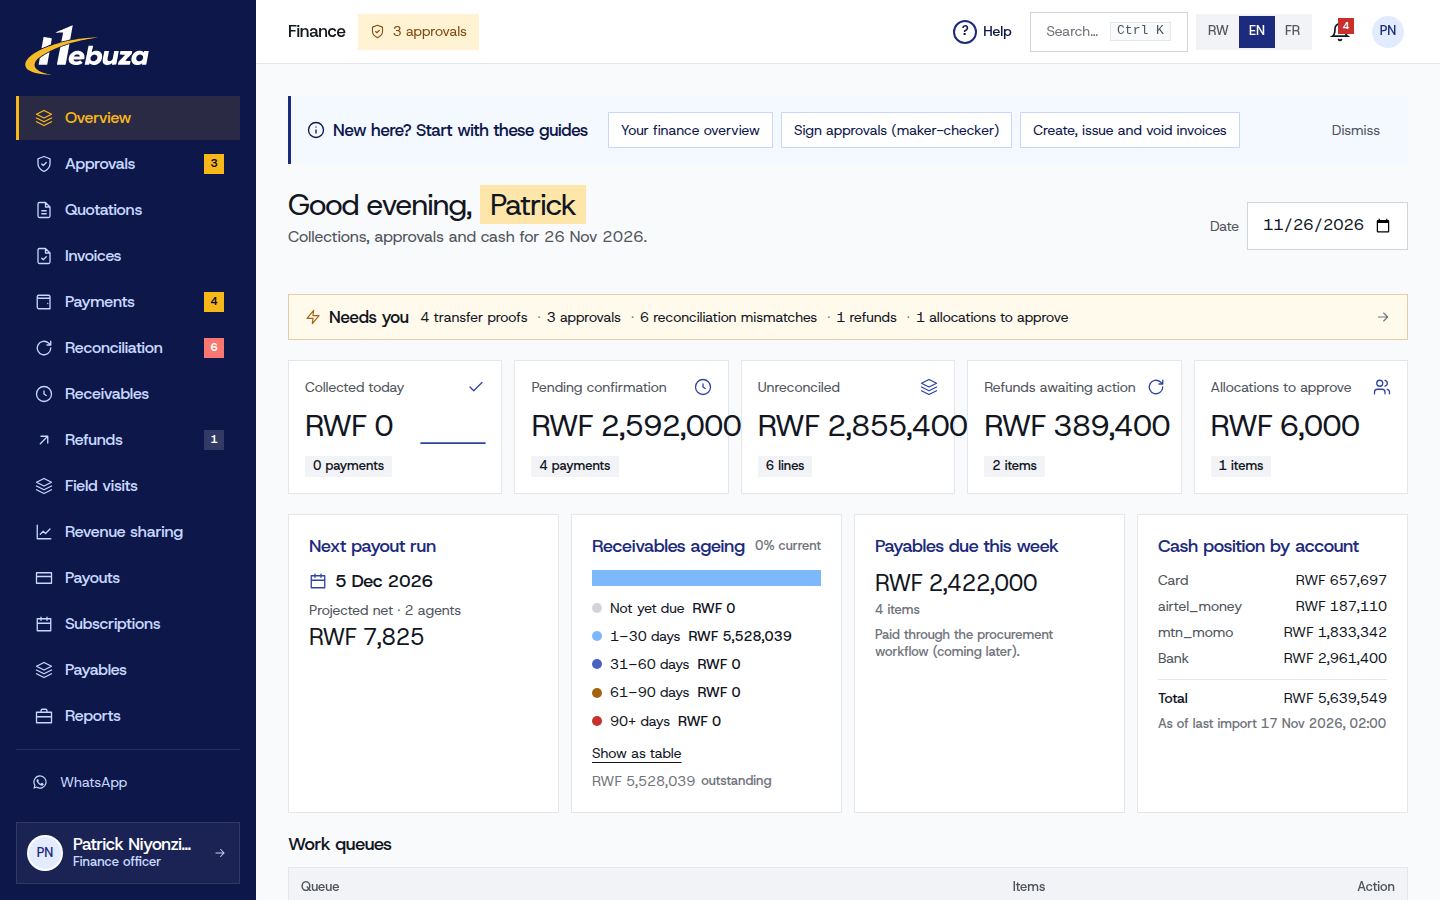 Hebuza
Overview
Approvals 3
Quotations
Invoices
Payments 4
Reconciliation 6
Receivables
Refunds 1
Field visits
Revenue sharing
Payouts
Subscriptions
Payables
Reports
WhatsApp
PN Patrick Niyonzi...
Finance officer
Finance 3 approvals ? Help Search... Ctrl K RW EN FR 4 PN
New here? Start with these guides Your finance overview Sign approvals (maker-checker) Create, issue and void invoices Dismiss
Good evening, Patrick
Collections, approvals and cash for 26 Nov 2026.
Date 11/26/2026
Needs you 4 transfer proofs · 3 approvals · 6 reconciliation mismatches · 1 refunds · 1 allocations to approve
Collected today
RWF 0
0 payments
Pending confirmation
RWF 2,592,000
4 payments
Unreconciled
RWF 2,855,400
6 lines
Refunds awaiting action
RWF 389,400
2 items
Allocations to approve
RWF 6,000
1 items
Next payout run
5 Dec 2026
Projected net · 2 agents
RWF 7,825
Receivables ageing 0% current
Not yet due RWF 0
1–30 days RWF 5,528,039
31–60 days RWF 0
61–90 days RWF 0
90+ days RWF 0
Show as table
RWF 5,528,039 outstanding
Payables due this week
RWF 2,422,000
4 items
Paid through the procurement
workflow (coming later).
Cash position by account
Card RWF 657,697
airtel_money RWF 187,110
mtn_momo RWF 1,833,342
Bank RWF 2,961,400
Total RWF 5,639,549
As of last import 17 Nov 2026, 02:00
Work queues
Queue Items Action